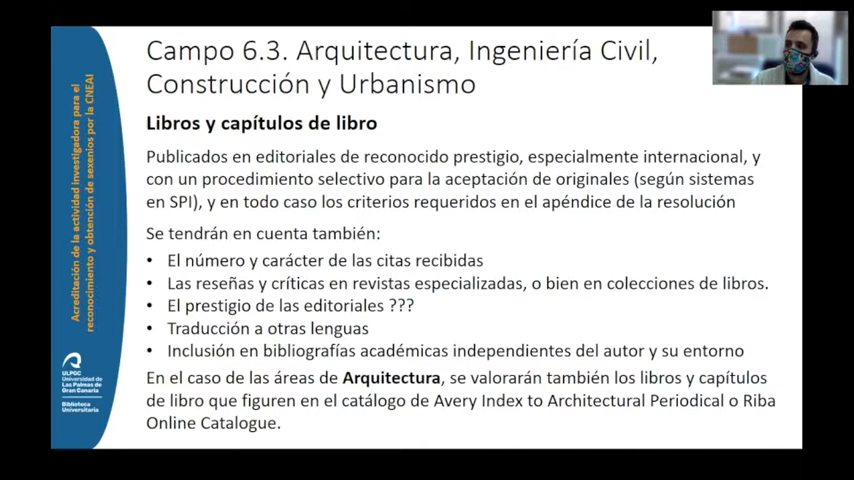 Campo 6.3. Arquitectura, Ingeniería Civil,
Construcción y Urbanismo
Libros y capítulos de libro
Publicados en editoriales de reconocido prestigio, especialmente internacional, y
con un procedimiento selectivo para la aceptación de originales (según sistemas
en SPI), y en todo caso los criterios requeridos en el apéndice de la resolución
Se tendrán en cuenta también:
• El número y carácter de las citas recibidas
• Las reseñas y críticas en revistas especializadas, o bien en colecciones de libros.
• El prestigio de las editoriales ???
• Traducción a otras lenguas
• Inclusión en bibliografías académicas independientes del autor y su entorno
En el caso de las áreas de Arquitectura, se valorarán también los libros y capítulos
de libro que figuren en el catálogo de Avery Index to Architectural Periodical o Riba
Online Catalogue.
Acreditación de la actividad investigadora para el
reconocimiento y obtención de sexenios por la CNEAI
ULPGC
Universidad de
Las Palmas de
Gran Canaria
Biblioteca
Universitaria